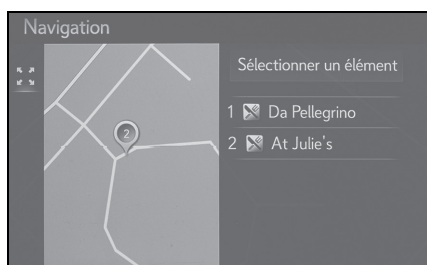 Navigation
Sélectionner un élément
1 Da Pellegrino
2 At Julie's
2